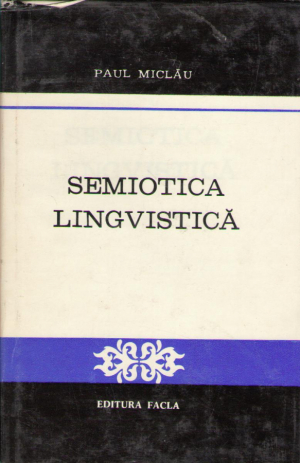 PAUL MICLĂU
SEMIOTICA
LINGVISTICĂ
EDITURA FACLA